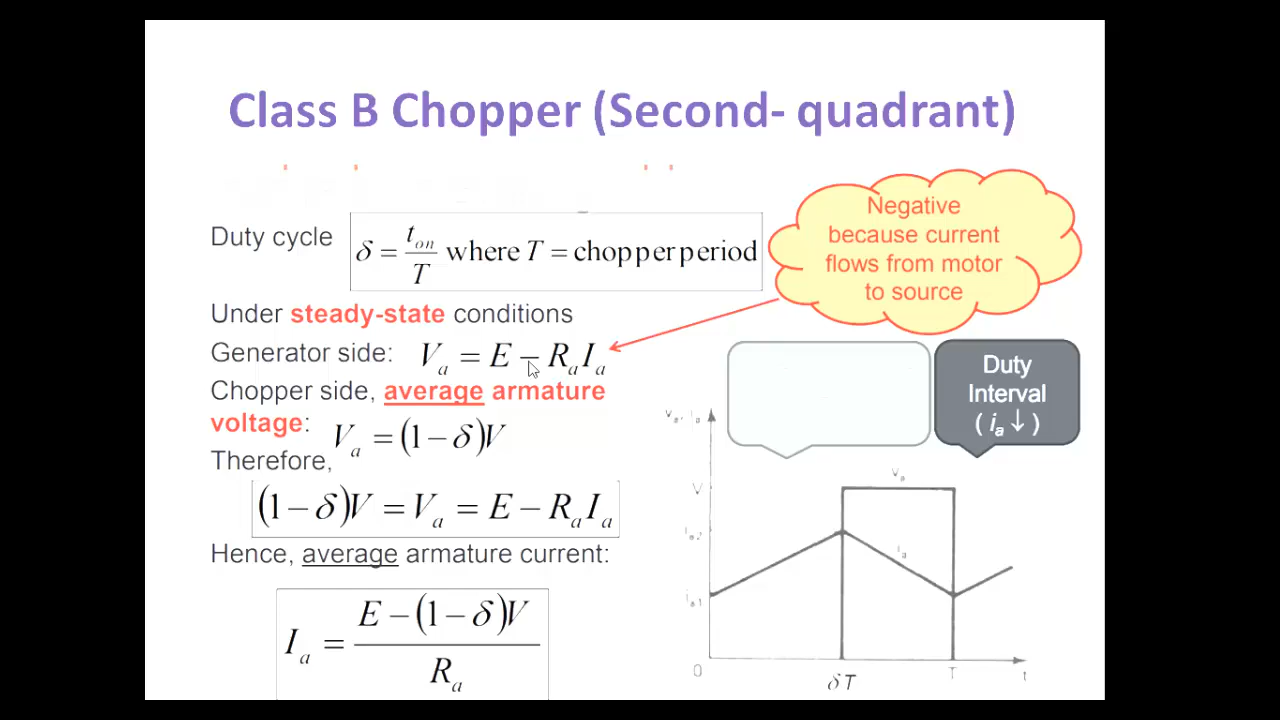 Class B Chopper (Second- quadrant)
Duty cycle δ = t_on / T where T = chopper period
Negative
because current
flows from motor
to source
Under steady-state conditions
Generator side: V_a = E − R_a I_a
Chopper side, average armature
voltage: V_a = (1 − δ)V
Therefore,
(1 − δ)V = V_a = E − R_a I_a
Hence, average armature current:
I_a = E − (1 − δ)V / R_a
Duty
Interval
( i_a ↓ )
v_a, i_a
V
i_a2
i_a1
0
v_a
i_a
δT
T
t